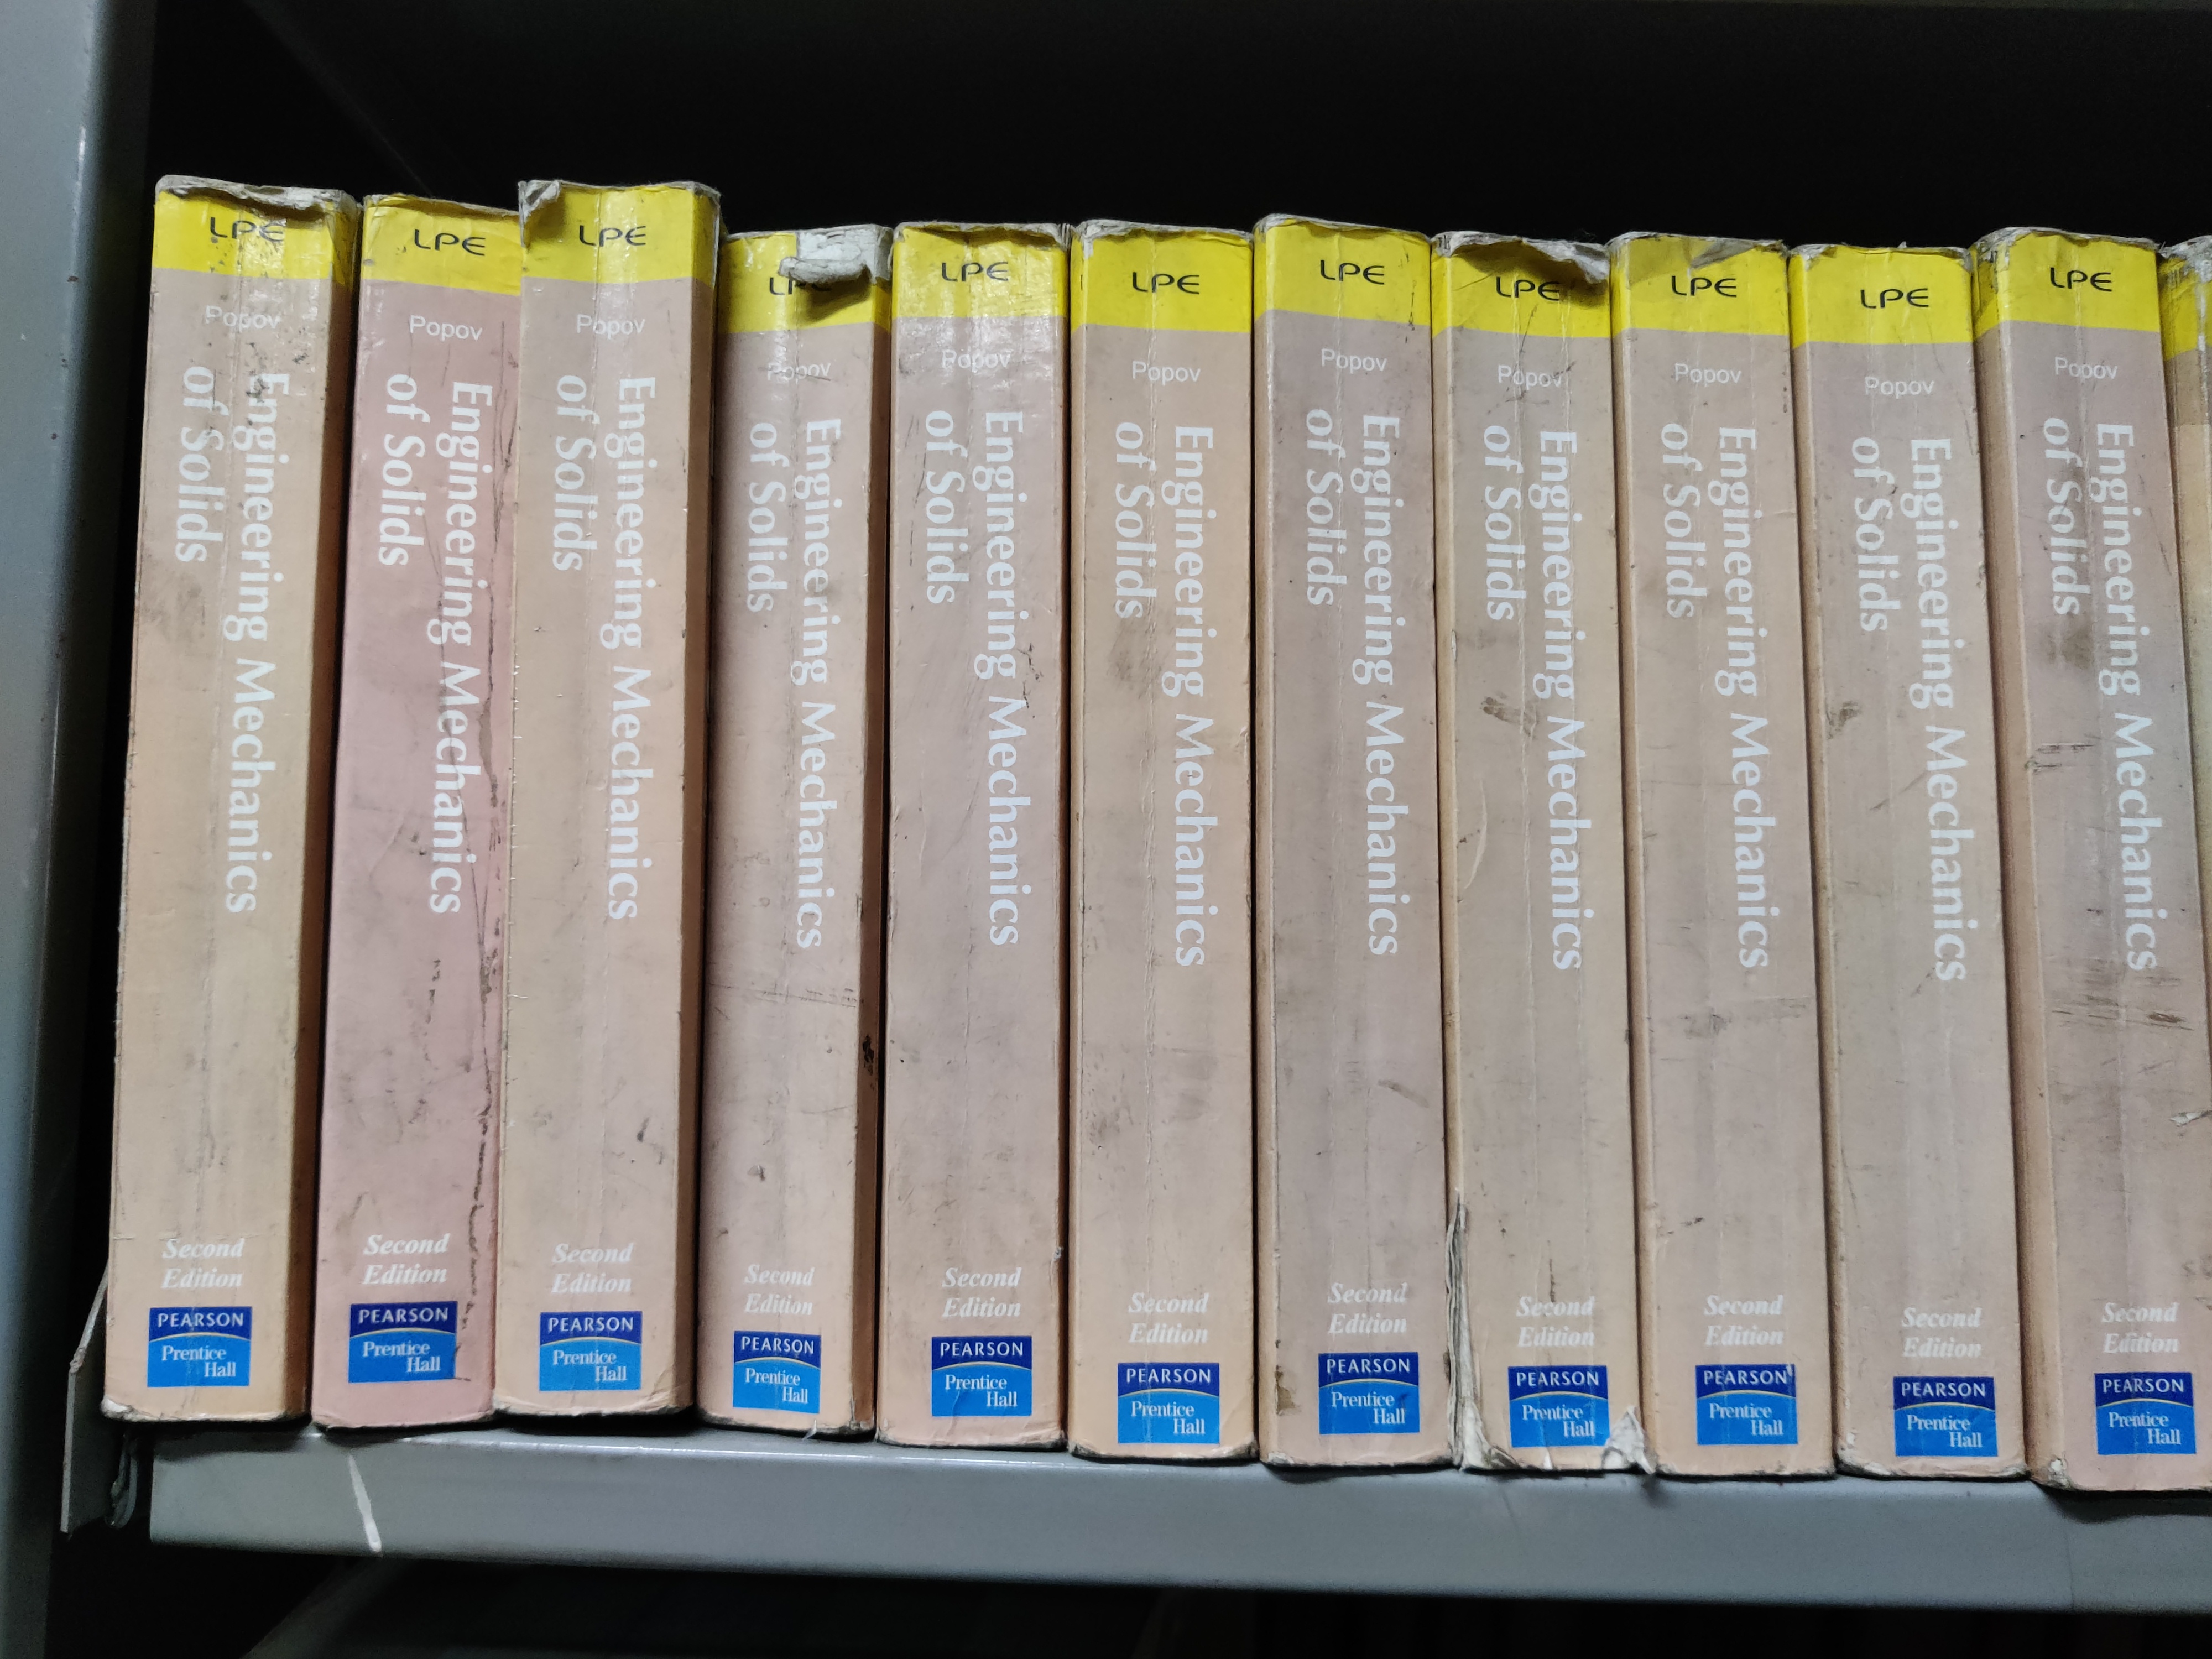 LPE
Popov
Engineering Mechanics
of Solids
Second
Edition
PEARSON
Prentice
Hall
LPE
Popov
Engineering Mechanics
of Solids
Second
Edition
PEARSON
Prentice
Hall
LPE
Popov
Engineering Mechanics
of Solids
Second
Edition
PEARSON
Prentice
Hall
LPE
Popov
Engineering Mechanics
of Solids
Second
Edition
PEARSON
Prentice
Hall
LPE
Popov
Engineering Mechanics
of Solids
Second
Edition
PEARSON
Prentice
Hall
LPE
Popov
Engineering Mechanics
of Solids
Second
Edition
PEARSON
Prentice
Hall
LPE
Popov
Engineering Mechanics
of Solids
Second
Edition
PEARSON
Prentice
Hall
LPE
Popov
Engineering Mechanics
of Solids
Second
Edition
PEARSON
Prentice
Hall
LPE
Popov
Engineering Mechanics
of Solids
Second
Edition
PEARSON
Prentice
Hall
LPE
Popov
Engineering Mechanics
of Solids
Second
Edition
PEARSON
Prentice
Hall
LPE
Popov
Engineering Mechanics
of Solids
Second
Edition
PEARSON
Prentice
Hall